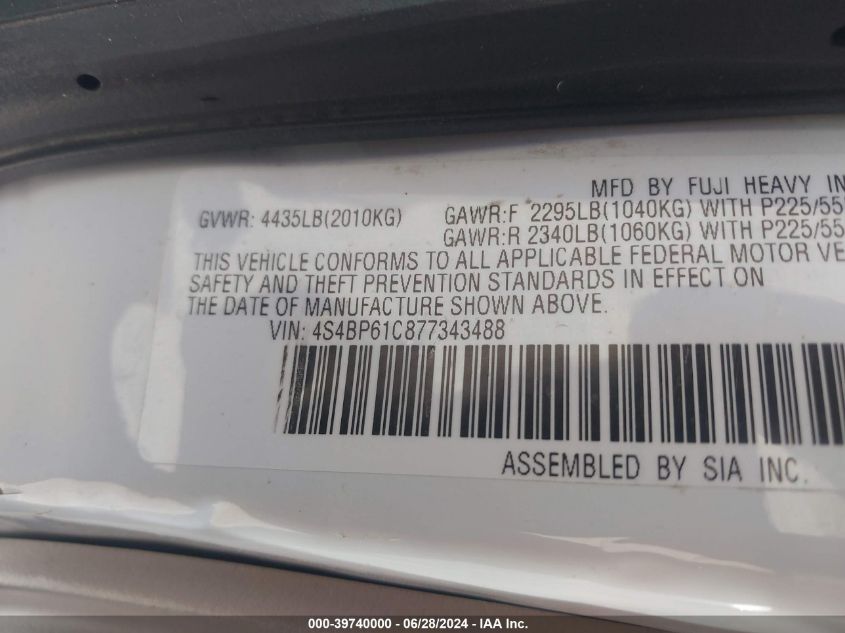 MFD BY FUJI HEAVY IN
GVWR: 4435LB(2010KG) GAWR:F 2295LB(1040KG) WITH P225/55
GAWR:R 2340LB(1060KG) WITH P225/55
THIS VEHICLE CONFORMS TO ALL APPLICABLE FEDERAL MOTOR VE
SAFETY AND THEFT PREVENTION STANDARDS IN EFFECT ON
THE DATE OF MANUFACTURE SHOWN ABOVE.
VIN: 4S4BP61C877343488
ASSEMBLED BY SIA INC.
000-39740000 - 06/28/2024 - IAA Inc.